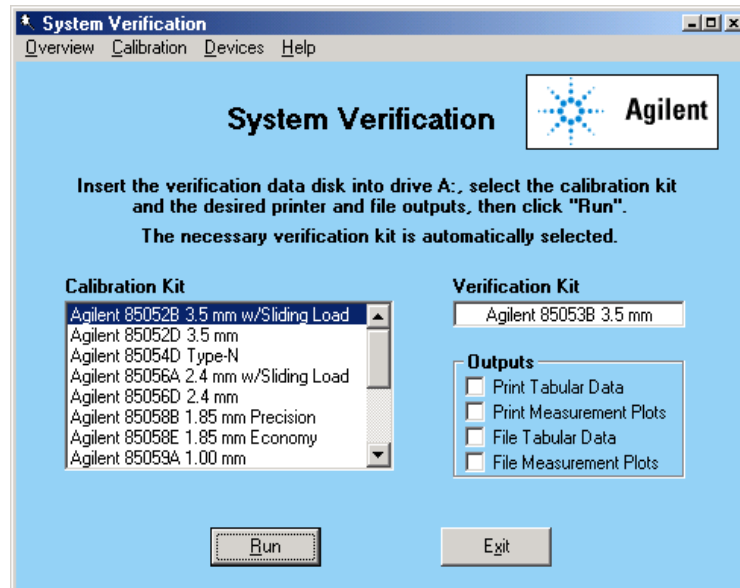 System Verification
Overview Calibration Devices Help
System Verification
Agilent
Insert the verification data disk into drive A:, select the calibration kit
and the desired printer and file outputs, then click "Run".
The necessary verification kit is automatically selected.
Calibration Kit
Agilent 85052B 3.5 mm w/Sliding Load
Agilent 85052D 3.5 mm
Agilent 85054D Type-N
Agilent 85056A 2.4 mm w/Sliding Load
Agilent 85056D 2.4 mm
Agilent 85058B 1.85 mm Precision
Agilent 85058E 1.85 mm Economy
Agilent 85059A 1.00 mm
Verification Kit
Agilent 85053B 3.5 mm
Outputs
Print Tabular Data
Print Measurement Plots
File Tabular Data
File Measurement Plots
Run
Exit